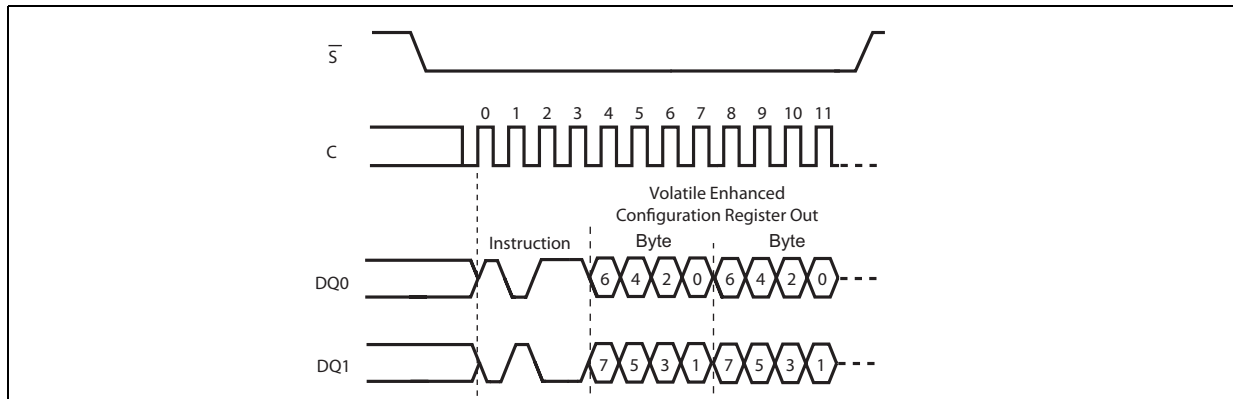 S̅
0 1 2 3 4 5 6 7 8 9 10 11
C
Volatile Enhanced
Configuration Register Out
Instruction Byte Byte
DQ0 6 4 2 0 6 4 2 0
DQ1 7 5 3 1 7 5 3 1